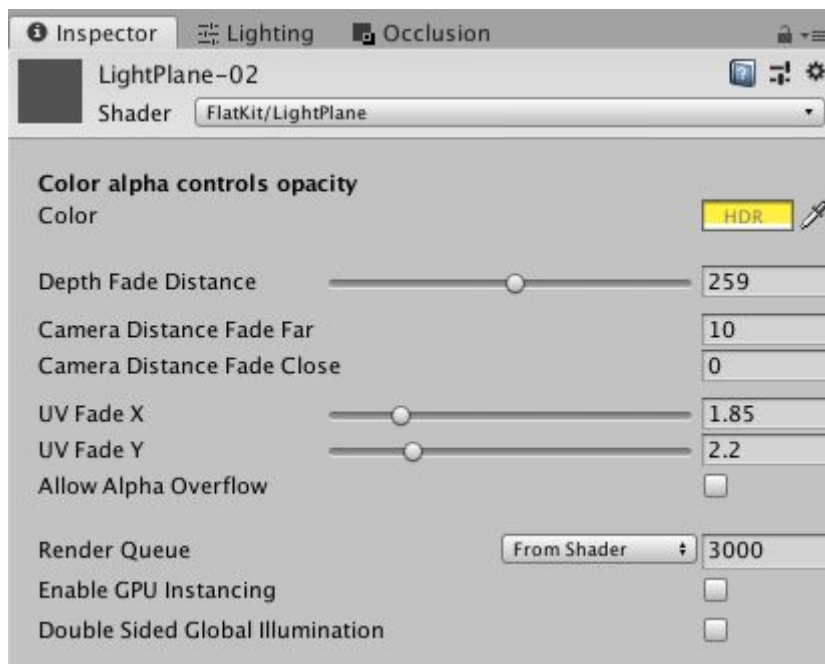 Inspector Lighting Occlusion
LightPlane-02
Shader FlatKit/LightPlane
Color alpha controls opacity
Color HDR
Depth Fade Distance 259
Camera Distance Fade Far 10
Camera Distance Fade Close 0
UV Fade X 1.85
UV Fade Y 2.2
Allow Alpha Overflow
Render Queue From Shader 3000
Enable GPU Instancing
Double Sided Global Illumination